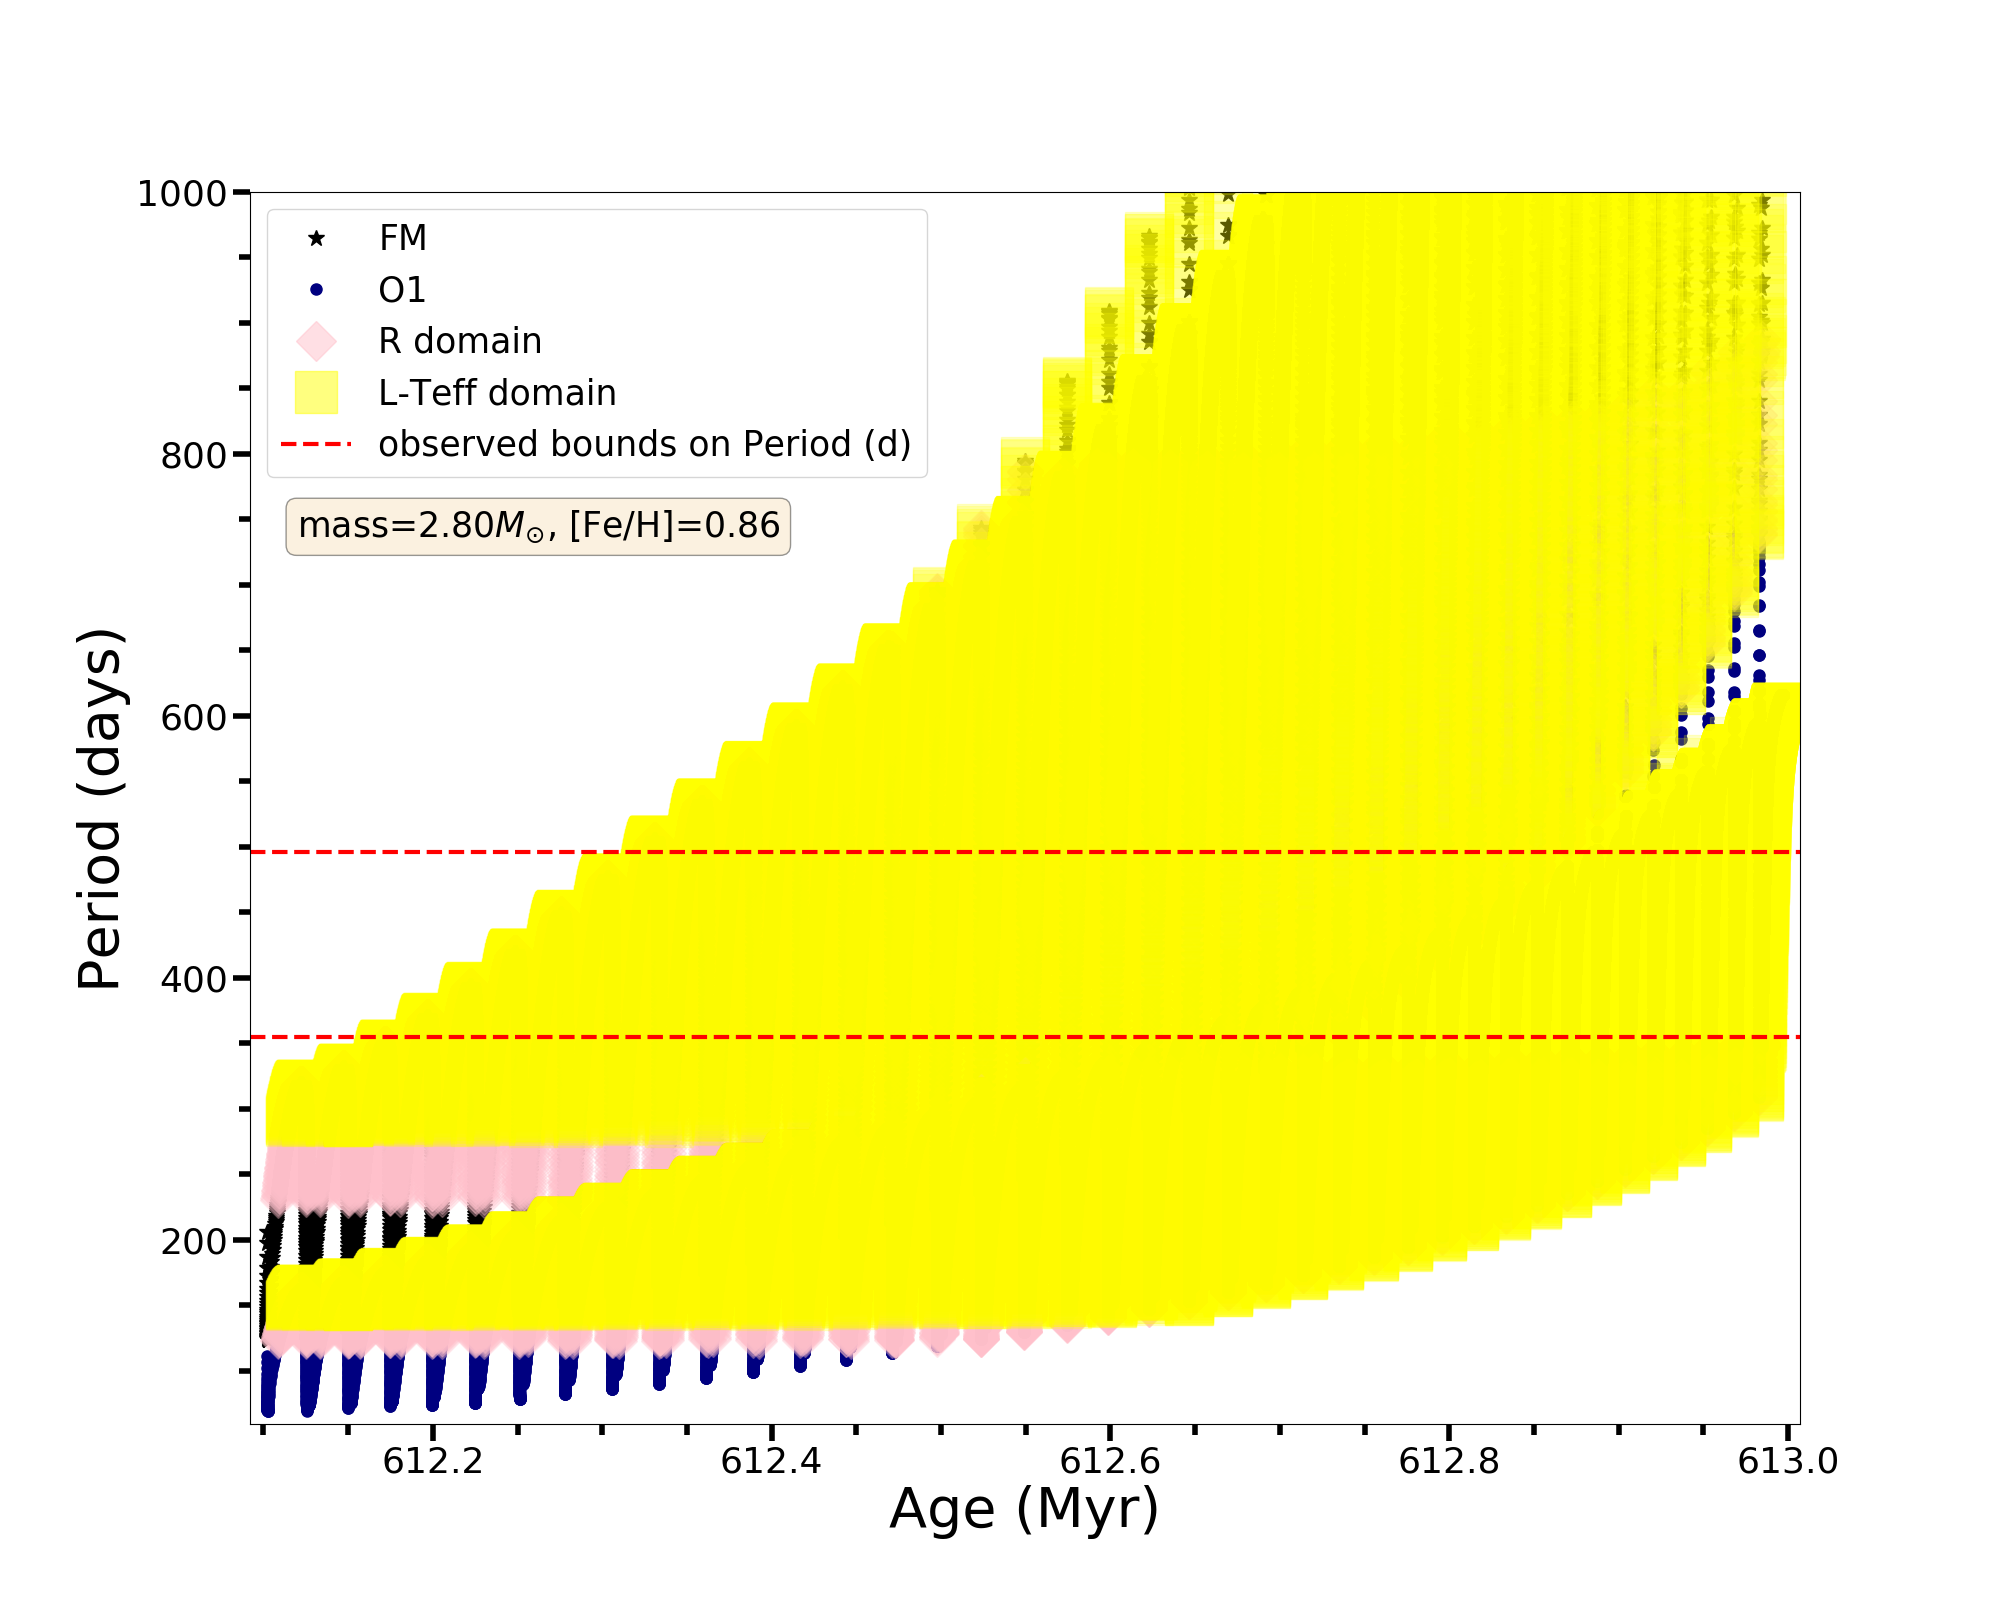 1000
800
600
400
200
Period (days)
FM
O1
R domain
L-Teff domain
observed bounds on Period (d)
mass=2.80M⊙, [Fe/H]=0.86
612.2
612.4
612.6
612.8
613.0
Age (Myr)